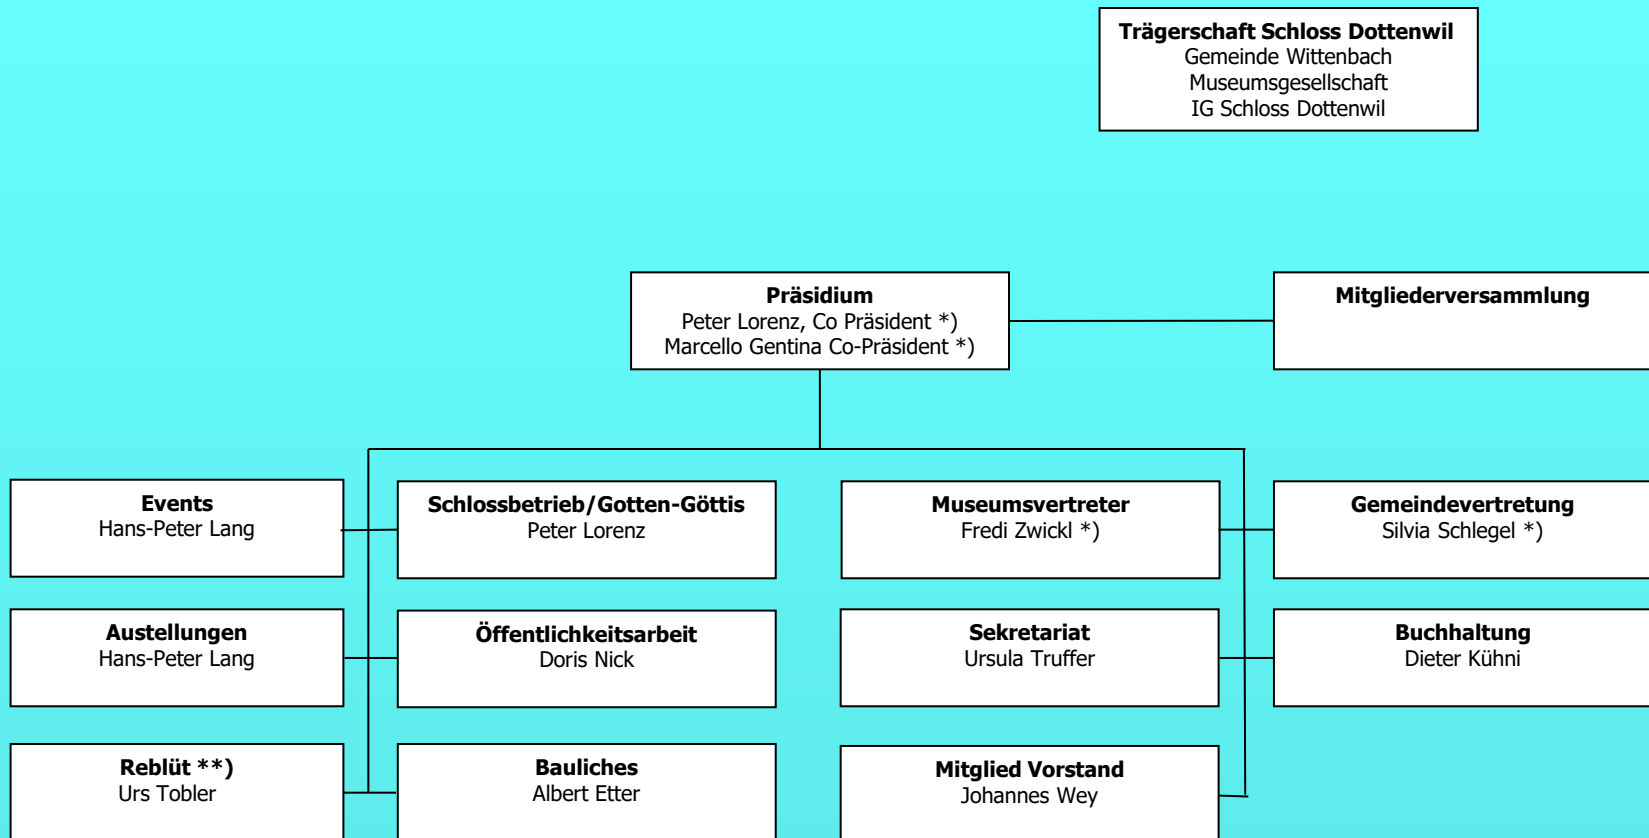 Trägerschaft Schloss Dottenwil
Gemeinde Wittenbach
Museumsgesellschaft
IG Schloss Dottenwil
Präsidium
Peter Lorenz, Co Präsident *)
Marcello Gentina Co-Präsident *)
Mitgliederversammlung
Events
Hans-Peter Lang
Schlossbetrieb/Gotten-Göttis
Peter Lorenz
Museumsvertreter
Fredi Zwickl *)
Gemeindevertretung
Silvia Schlegel *)
Austellungen
Hans-Peter Lang
Öffentlichkeitsarbeit
Doris Nick
Sekretariat
Ursula Truffer
Buchhaltung
Dieter Kühni
Reblüt **)
Urs Tobler
Bauliches
Albert Etter
Mitglied Vorstand
Johannes Wey